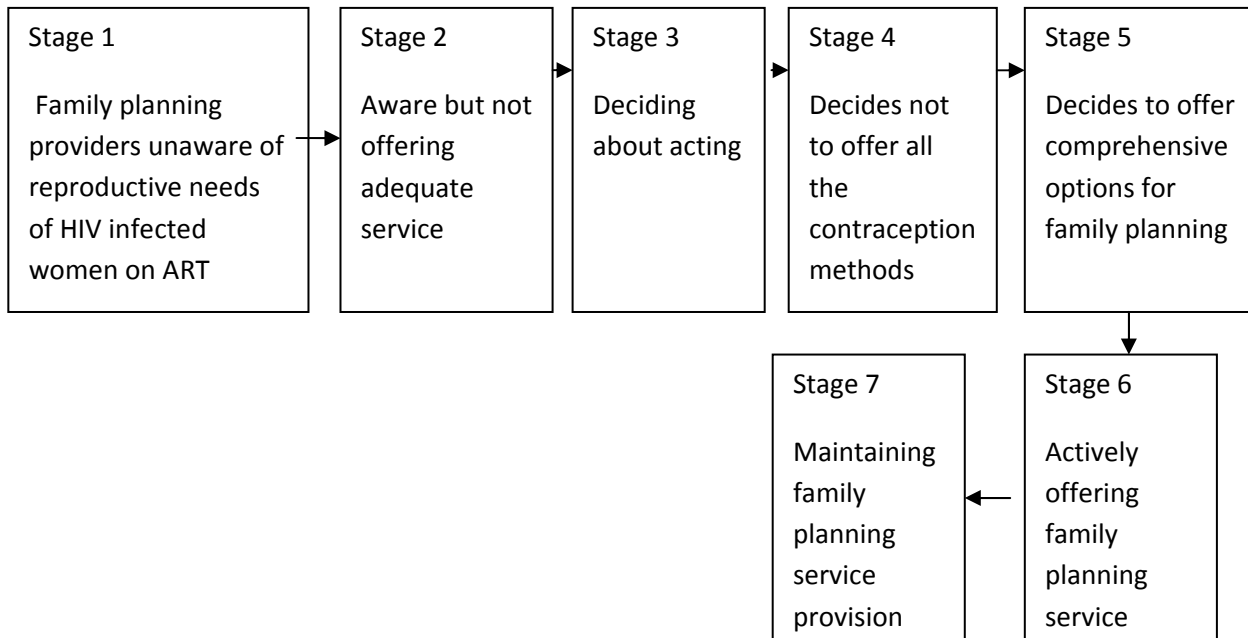 Stage 1
Family planning
providers unaware of
reproductive needs
of HIV infected
women on ART
Stage 2
Aware but not
offering
adequate
service
Stage 3
Deciding
about acting
Stage 4
Decides not
to offer all
the
contraception
methods
Stage 5
Decides to offer
comprehensive
options for
family planning
Stage 6
Actively
offering
family
planning
service
Stage 7
Maintaining
family
planning
service
provision